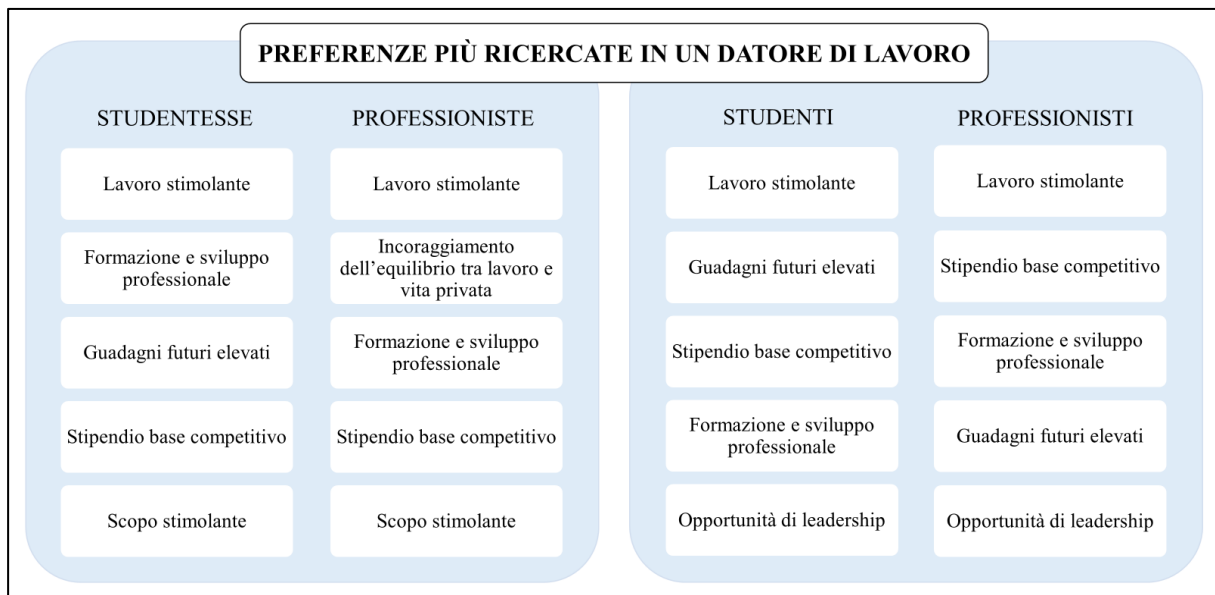 PREFERENZE PIÙ RICERCATE IN UN DATORE DI LAVORO
STUDENTESSE
Lavoro stimolante
Formazione e sviluppo
professionale
Guadagni futuri elevati
Stipendio base competitivo
Scopo stimolante
PROFESSIONISTE
Lavoro stimolante
Incoraggiamento
dell’equilibrio tra lavoro e
vita privata
Formazione e sviluppo
professionale
Stipendio base competitivo
Scopo stimolante
STUDENTI
Lavoro stimolante
Guadagni futuri elevati
Stipendio base competitivo
Formazione e sviluppo
professionale
Opportunità di leadership
PROFESSIONISTI
Lavoro stimolante
Stipendio base competitivo
Formazione e sviluppo
professionale
Guadagni futuri elevati
Opportunità di leadership